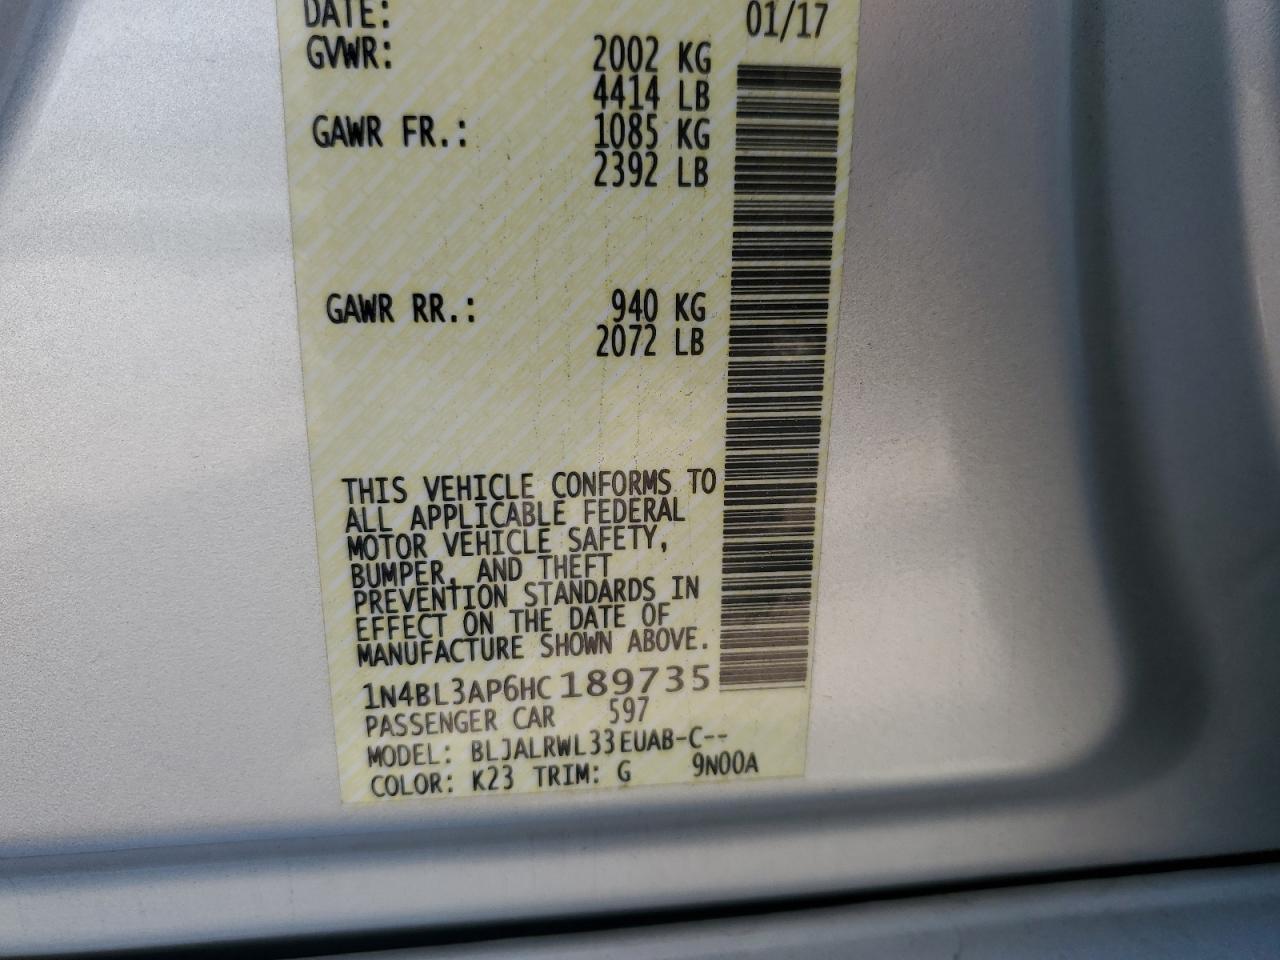 DATE: 01/17
GVWR: 2002 KG
4414 LB
GAWR FR.: 1085 KG
2392 LB
GAWR RR.: 940 KG
2072 LB
THIS VEHICLE CONFORMS TO
ALL APPLICABLE FEDERAL
MOTOR VEHICLE SAFETY,
BUMPER, AND THEFT
PREVENTION STANDARDS IN
EFFECT ON THE DATE OF
MANUFACTURE SHOWN ABOVE.
1N4BL3AP6HC189735
PASSENGER CAR 597
MODEL: BLJALRWL33EUAB-C--
COLOR: K23 TRIM: G 9N00A